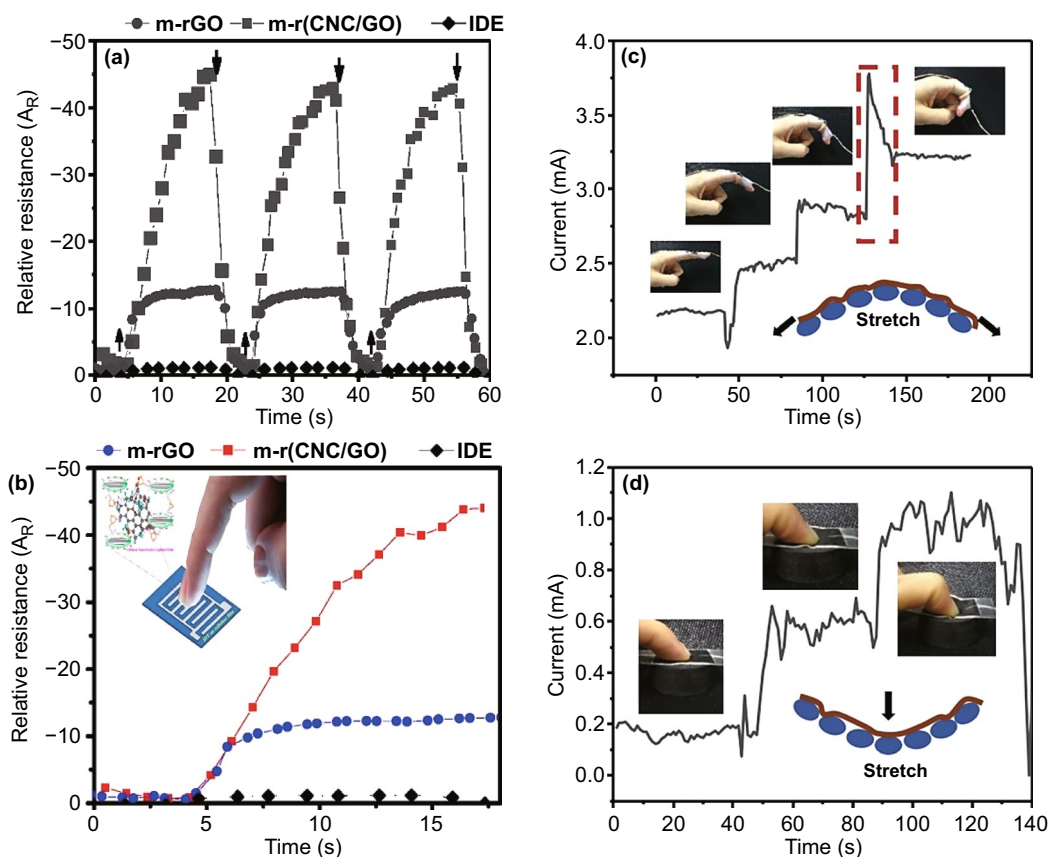 m-rGO m-r(CNC/GO) IDE
(a)
Relative resistance (A_R)
−50
−40
−30
−20
−10
0
0 10 20 30 40 50 60
Time (s)
(c)
Current (mA)
4.0
3.5
3.0
2.5
2.0
Stretch
0 50 100 150 200
Time (s)
m-rGO m-r(CNC/GO) IDE
(b)
Relative resistance (A_R)
−50
−40
−30
−20
−10
0
0 5 10 15
Time (s)
(d)
Current (mA)
1.2
1.0
0.8
0.6
0.4
0.2
0.0
Stretch
0 20 40 60 80 100 120 140
Time (s)